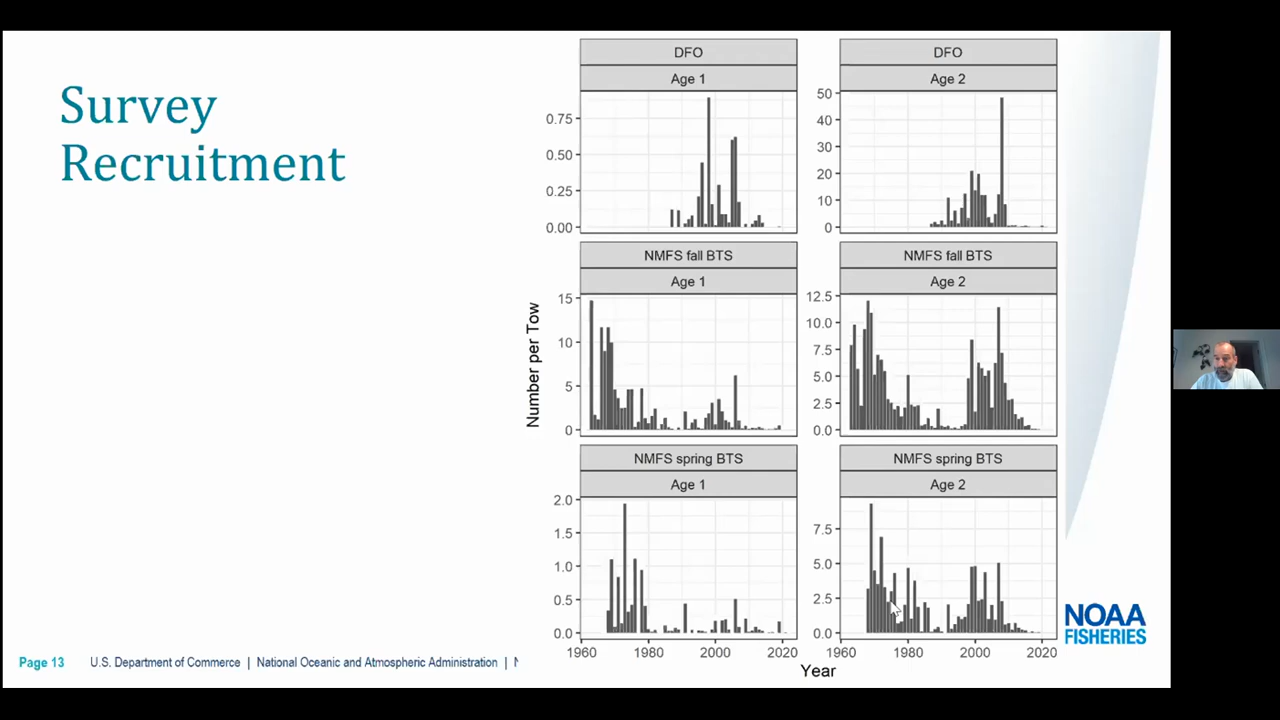 Survey
Recruitment
DFO
Age 1
0.75
0.50
0.25
0.00
DFO
Age 2
50
40
30
20
10
0
NMFS fall BTS
Age 1
15
10
5
0
NMFS fall BTS
Age 2
12.5
10.0
7.5
5.0
2.5
0.0
Number per Tow
NMFS spring BTS
Age 1
2.0
1.5
1.0
0.5
0.0
1960
1980
2000
2020
NMFS spring BTS
Age 2
7.5
5.0
2.5
0.0
1960
1980
2000
2020
Year
NOAA
FISHERIES
Page 13 U.S. Department of Commerce | National Oceanic and Atmospheric Administration |